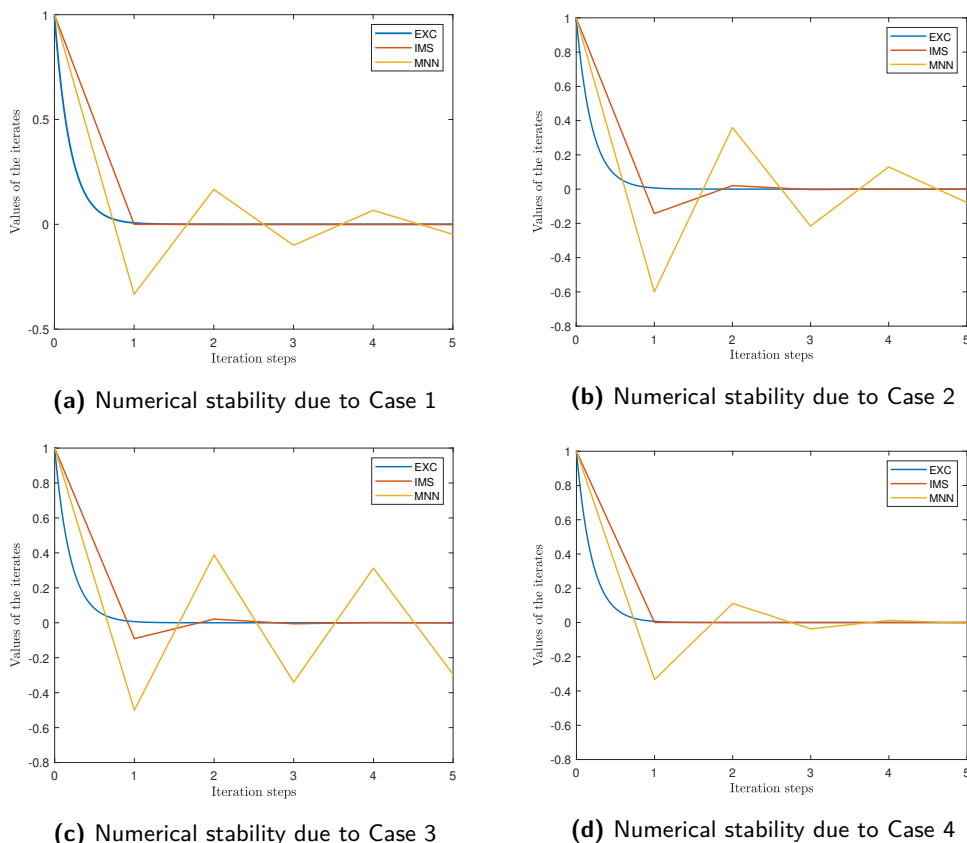 1
0.5
0
-0.5
Values of the iterates
0 1 2 3 4 5
Iteration steps
EXC
IMS
MNN
(a) Numerical stability due to Case 1
1
0.8
0.6
0.4
0.2
0
-0.2
-0.4
-0.6
-0.8
Values of the iterates
0 1 2 3 4 5
Iteration steps
EXC
IMS
MNN
(b) Numerical stability due to Case 2
1
0.8
0.6
0.4
0.2
0
-0.2
-0.4
-0.6
-0.8
Values of the iterates
0 1 2 3 4 5
Iteration steps
EXC
IMS
MNN
(c) Numerical stability due to Case 3
1
0.8
0.6
0.4
0.2
0
-0.2
-0.4
-0.6
-0.8
Values of the iterates
0 1 2 3 4 5
Iteration steps
EXC
IMS
MNN
(d) Numerical stability due to Case 4